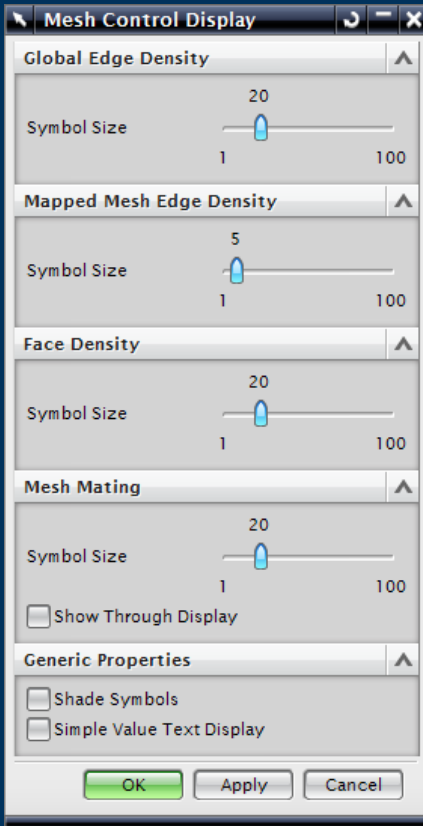 Mesh Control Display
Global Edge Density
20
Symbol Size
1 100
Mapped Mesh Edge Density
5
Symbol Size
1 100
Face Density
20
Symbol Size
1 100
Mesh Mating
20
Symbol Size
1 100
Show Through Display
Generic Properties
Shade Symbols
Simple Value Text Display
OK Apply Cancel